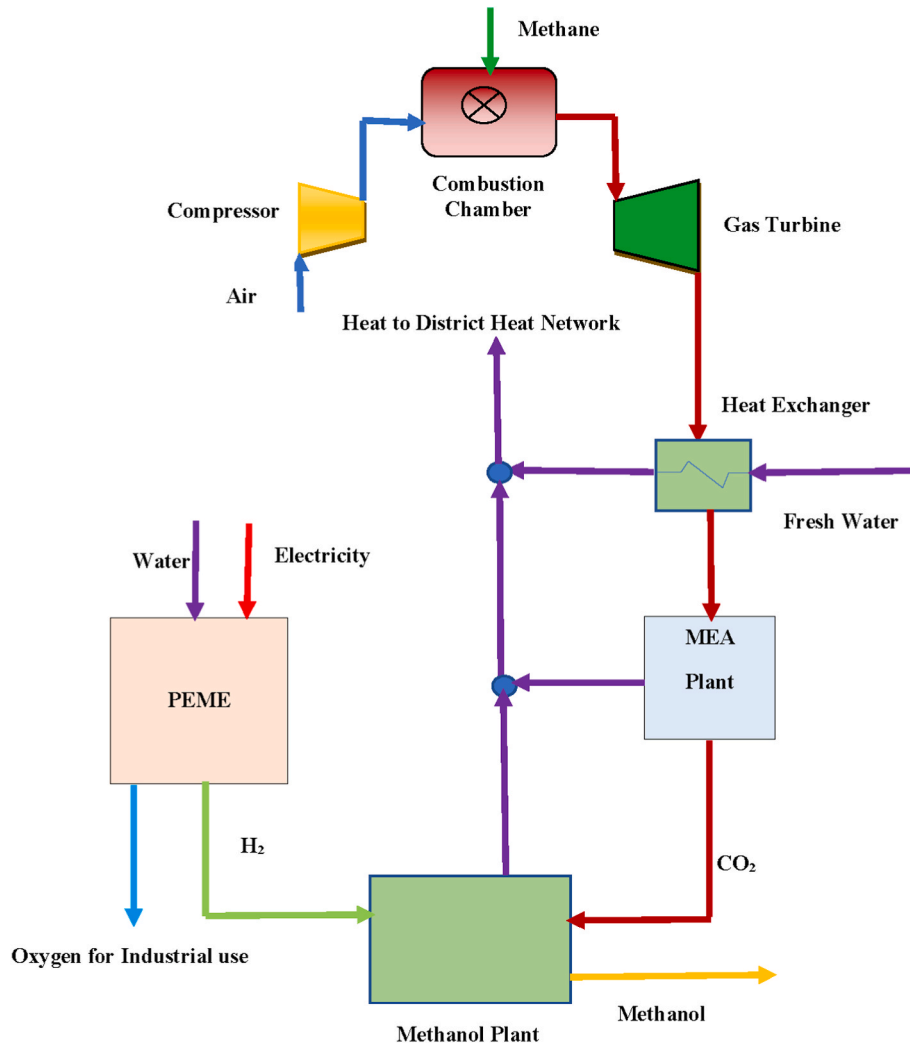 Methane
Combustion
Chamber
Compressor
Gas Turbine
Air
Heat to District Heat Network
Heat Exchanger
Fresh Water
Water
Electricity
MEA
Plant
PEME
H₂
CO₂
Oxygen for Industrial use
Methanol
Methanol Plant